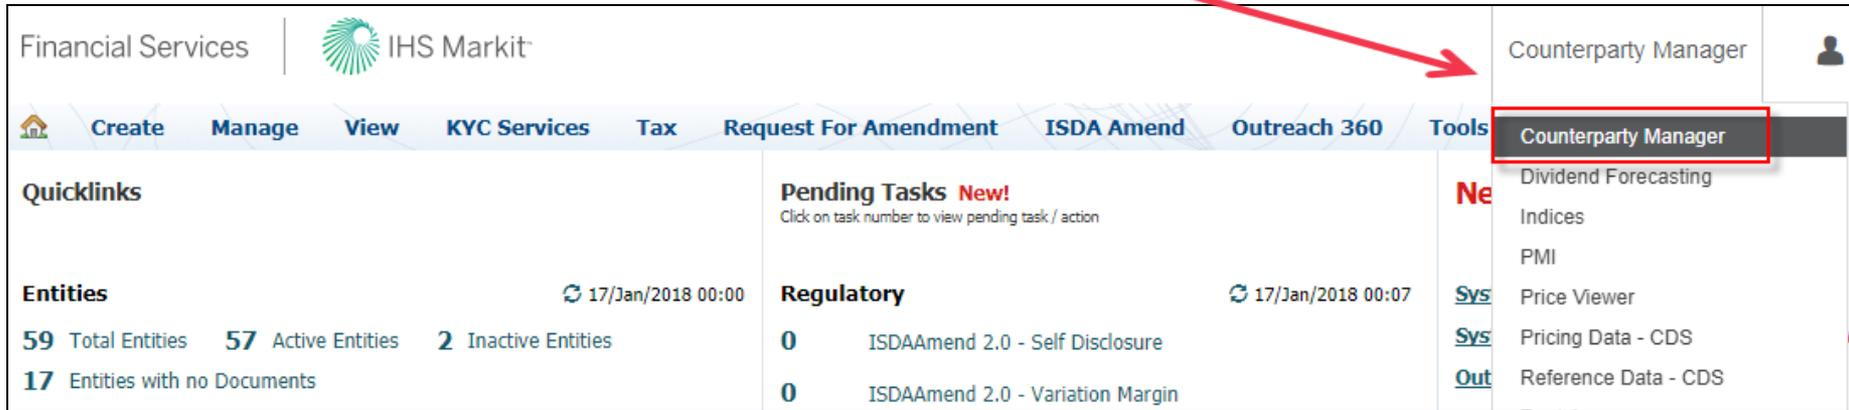 Financial Services
IHS Markit
Counterparty Manager
Create Manage View KYC Services Tax Request For Amendment ISDA Amend Outreach 360 Tools
Counterparty Manager
Dividend Forecasting
Indices
PMI
Price Viewer
Pricing Data - CDS
Reference Data - CDS
Quicklinks
Entities 17/Jan/2018 00:00
59 Total Entities 57 Active Entities 2 Inactive Entities
17 Entities with no Documents
Pending Tasks New!
Click on task number to view pending task / action
Regulatory 17/Jan/2018 00:07
0 ISDAAmend 2.0 - Self Disclosure
0 ISDAAmend 2.0 - Variation Margin
Ne
Sys
Sys
Out